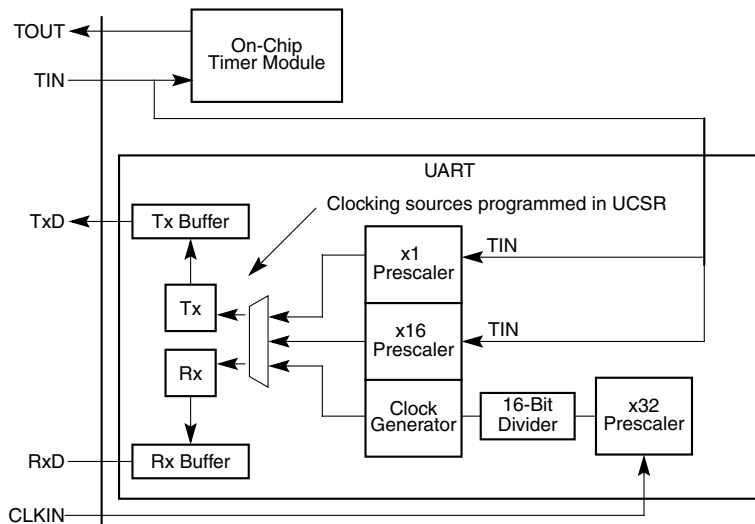 TOUT
On-Chip
Timer Module
TIN
UART
Clocking sources programmed in UCSR
TxD
Tx Buffer
x1
Prescaler
TIN
Tx
x16
Prescaler
TIN
Rx
Clock
Generator
16-Bit
Divider
x32
Prescaler
RxD
Rx Buffer
CLKIN